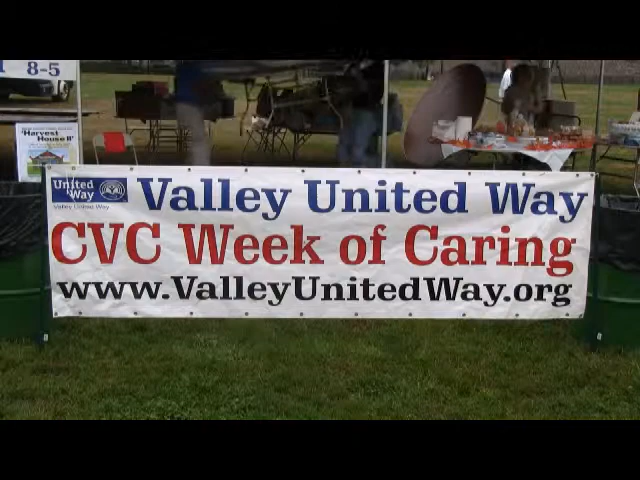 8-5
Harvest
House II
United
Way
Valley United Way
Valley United Way
CVC Week of Caring
www.ValleyUnitedWay.org